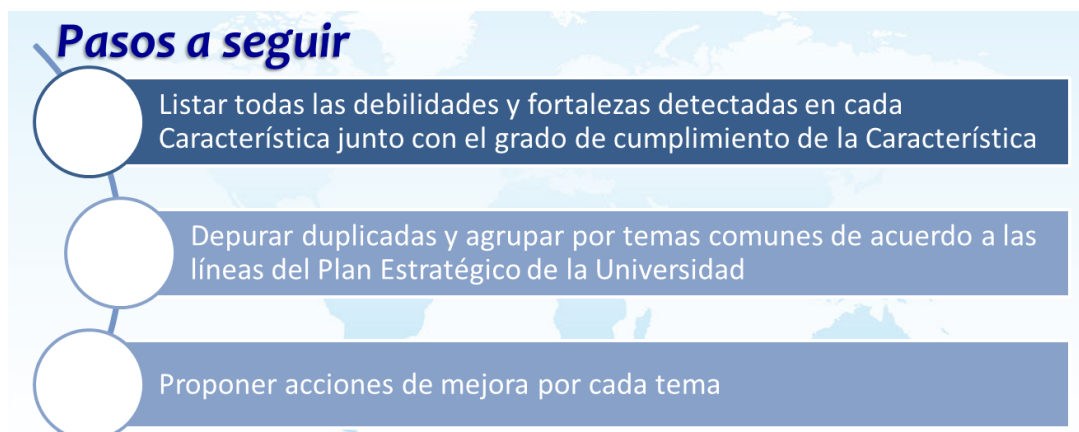 Pasos a seguir
Listar todas las debilidades y fortalezas detectadas en cada
Característica junto con el grado de cumplimiento de la Característica
Depurar duplicadas y agrupar por temas comunes de acuerdo a las
líneas del Plan Estratégico de la Universidad
Proponer acciones de mejora por cada tema